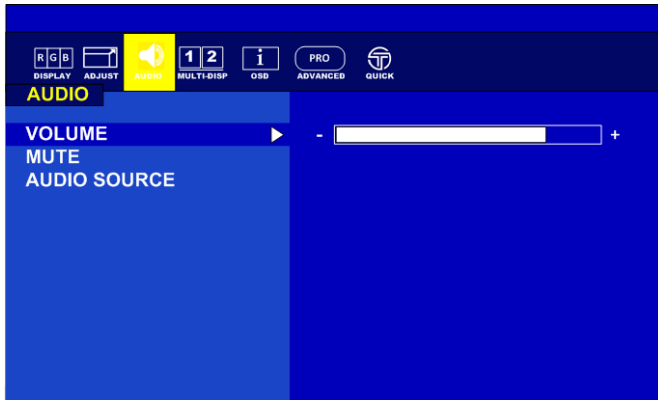 R G B
1 2
i
PRO
DISPLAY ADJUST AUDIO MULTI-DISP OSD ADVANCED QUICK
AUDIO
VOLUME - +
MUTE
AUDIO SOURCE